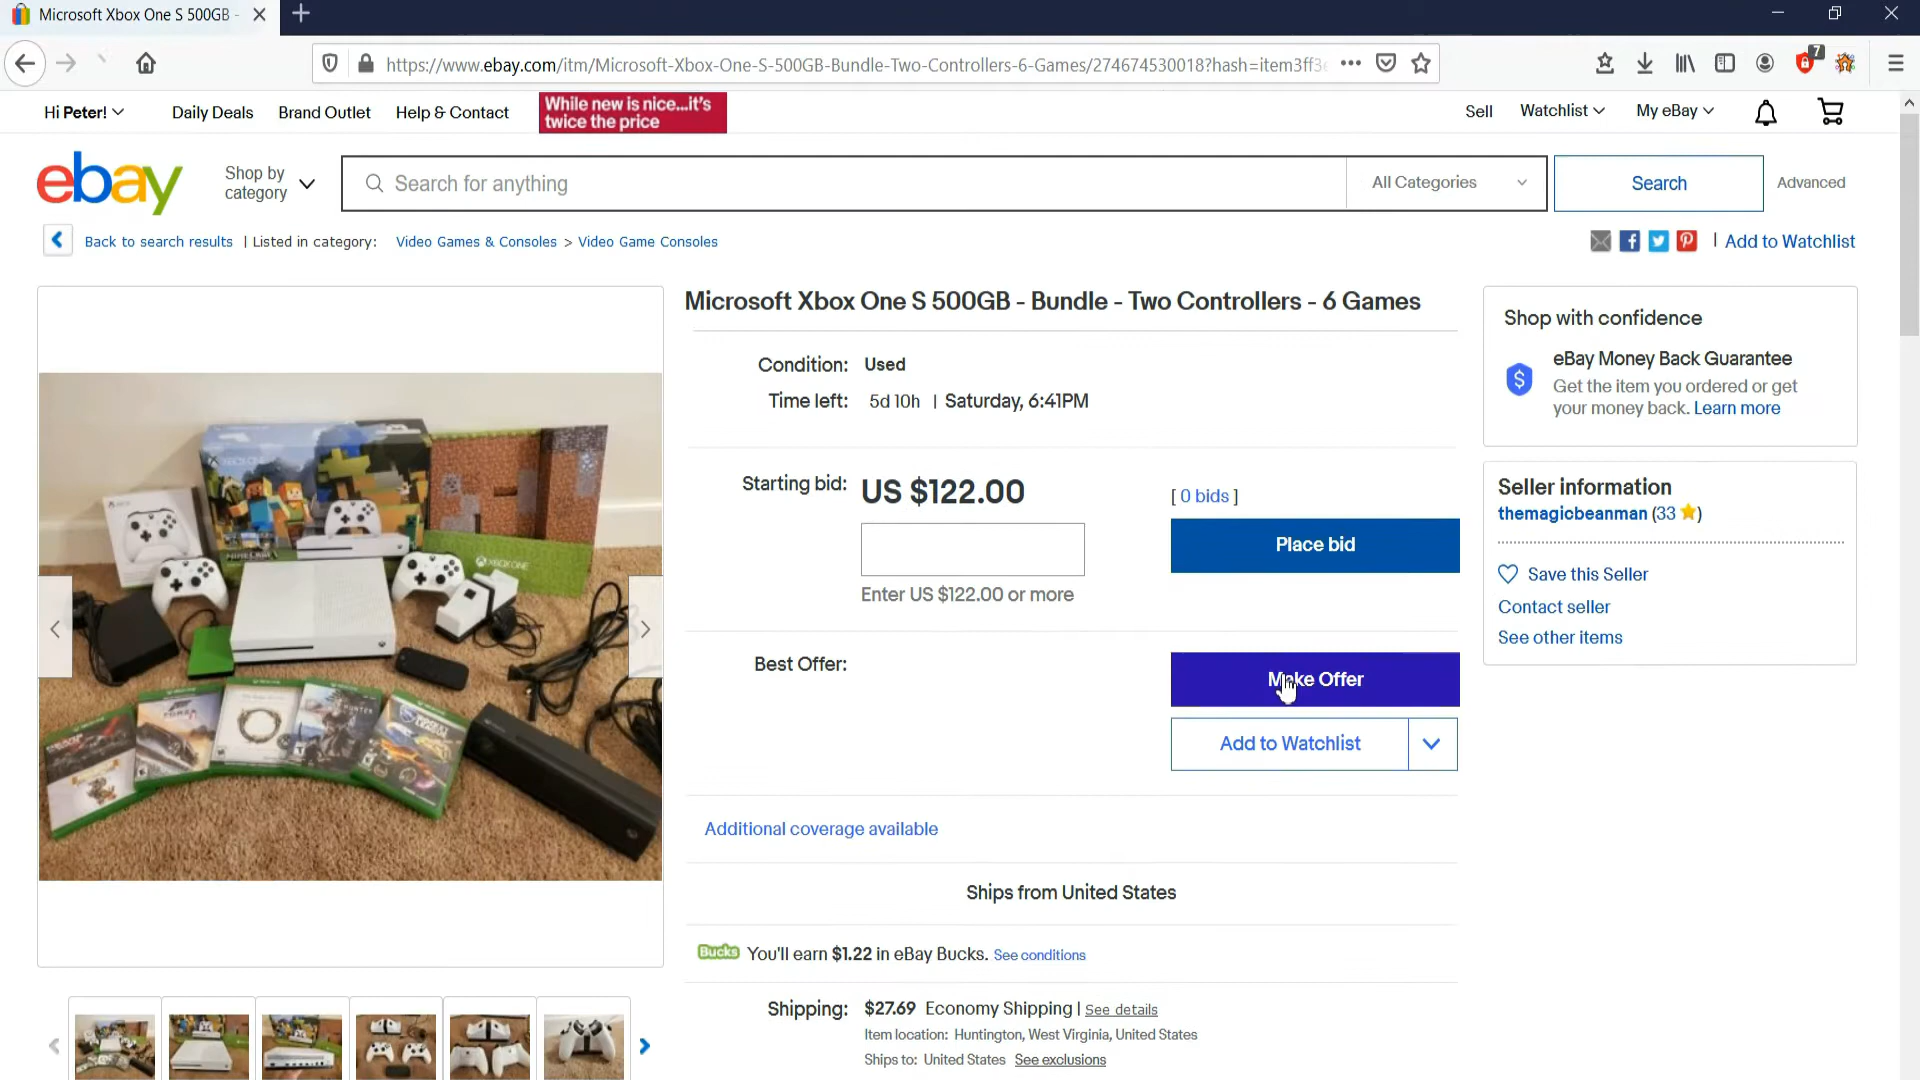 Microsoft Xbox One S 500GB -
https://www.ebay.com/itm/Microsoft-Xbox-One-S-500GB-Bundle-Two-Controllers-6-Games/274674530018?hash=item3ff3
7
Hi Peter!
Daily Deals
Brand Outlet
Help & Contact
While new is nice...it's
twice the price
Sell
Watchlist
My eBay
ebay
Shop by
category
Search for anything
All Categories
Search
Advanced
Back to search results | Listed in category: Video Games & Consoles > Video Game Consoles
| Add to Watchlist
Microsoft Xbox One S 500GB - Bundle - Two Controllers - 6 Games
Condition: Used
Time left: 5d 10h | Saturday, 6:41PM
Starting bid: US $122.00
[ 0 bids ]
Place bid
Enter US $122.00 or more
Best Offer:
Make Offer
Add to Watchlist
Additional coverage available
Ships from United States
Bucks You'll earn $1.22 in eBay Bucks. See conditions
Shipping: $27.69 Economy Shipping | See details
Item location: Huntington, West Virginia, United States
Ships to: United States See exclusions
Shop with confidence
eBay Money Back Guarantee
Get the item you ordered or get
your money back. Learn more
Seller information
themagicbeanman (33)
Save this Seller
Contact seller
See other items
XBOX ONE
MINECRAFT
XBOX ONE